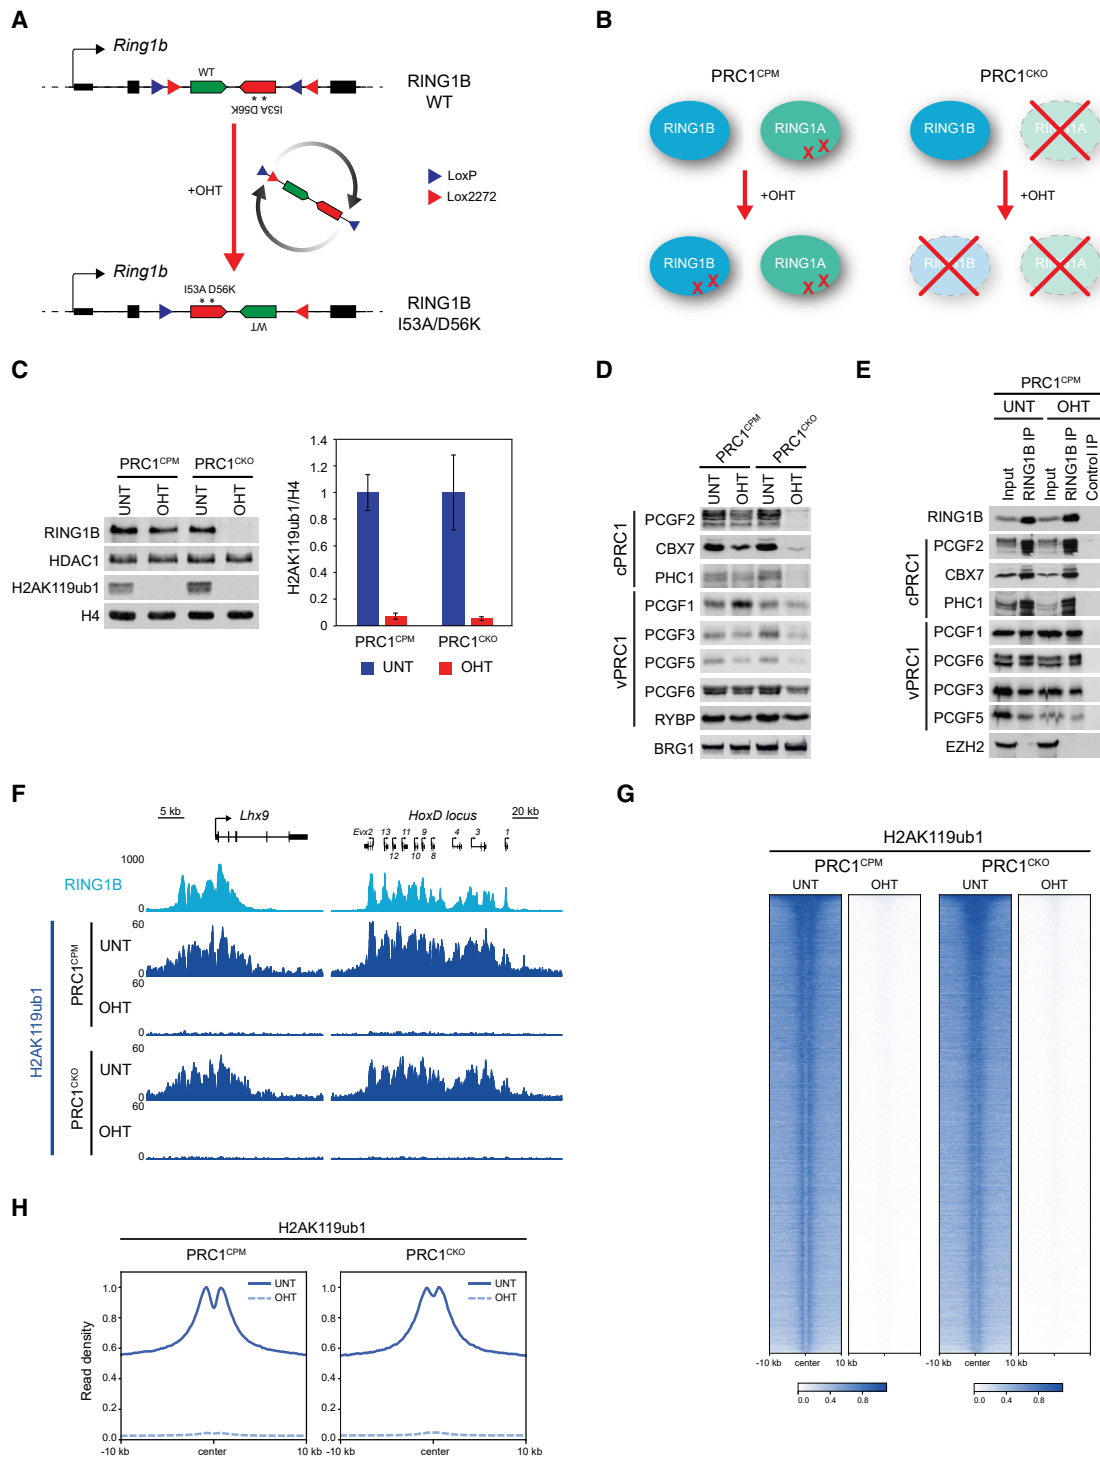 A
Ring1b
WT
I53A D56K
RING1B
WT
+OHT
LoxP
Lox2272
Ring1b
I53A D56K
WT
RING1B
I53A/D56K
B
PRC1CPM
PRC1CKO
RING1B
RING1A
X X
RING1B
RING1A
+OHT
+OHT
RING1B
X X
RING1A
X X
RING1B
RING1A
C
PRC1CPM
PRC1CKO
UNT
OHT
UNT
OHT
RING1B
HDAC1
H2AK119ub1
H4
H2AK119ub1/H4
1.4
1.2
1
0.8
0.6
0.4
0.2
0
PRC1CPM
PRC1CKO
UNT
OHT
D
PRC1CPM
PRC1CKO
UNT
OHT
UNT
OHT
cPRC1
PCGF2
CBX7
PHC1
vPRC1
PCGF1
PCGF3
PCGF5
PCGF6
RYBP
BRG1
E
PRC1CPM
UNT
OHT
Input
RING1B IP
Input
RING1B IP
Control IP
RING1B
cPRC1
PCGF2
CBX7
PHC1
vPRC1
PCGF1
PCGF6
PCGF3
PCGF5
EZH2
F
5 kb
Lhx9
HoxD locus
20 kb
Evx2
13
12
11
10
9
8
4
3
1
RING1B
1000
0
H2AK119ub1
PRC1CPM
UNT
60
0
OHT
60
0
PRC1CKO
UNT
60
0
OHT
60
0
G
H2AK119ub1
PRC1CPM
PRC1CKO
UNT
OHT
UNT
OHT
-10 kb
center
10 kb
-10 kb
center
10 kb
0.0
0.4
0.8
0.0
0.4
0.8
H
H2AK119ub1
PRC1CPM
PRC1CKO
Read density
1.0
0.8
0.6
0.4
0.2
0.0
UNT
OHT
-10 kb
center
10 kb
1.0
0.8
0.6
0.4
0.2
0.0
UNT
OHT
-10 kb
center
10 kb